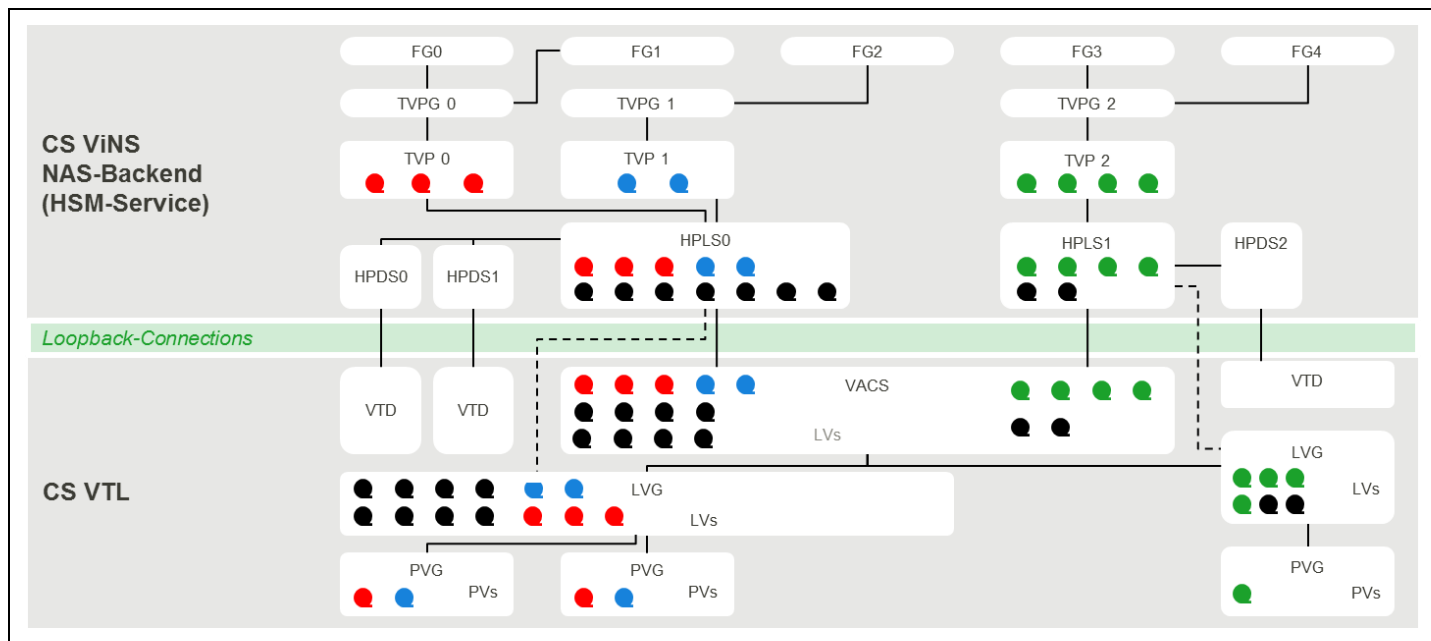 FG0
FG1
FG2
FG3
FG4
TVPG 0
TVPG 1
TVPG 2
CS ViNS
NAS-Backend
(HSM-Service)
TVP 0
TVP 1
TVP 2
HPLS0
HPLS1
HPDS0
HPDS1
HPDS2
Loopback-Connections
VTD
VTD
VACS
LVs
VTD
CS VTL
LVG
LVs
LVG
LVs
PVG
PVs
PVG
PVs
PVG
PVs